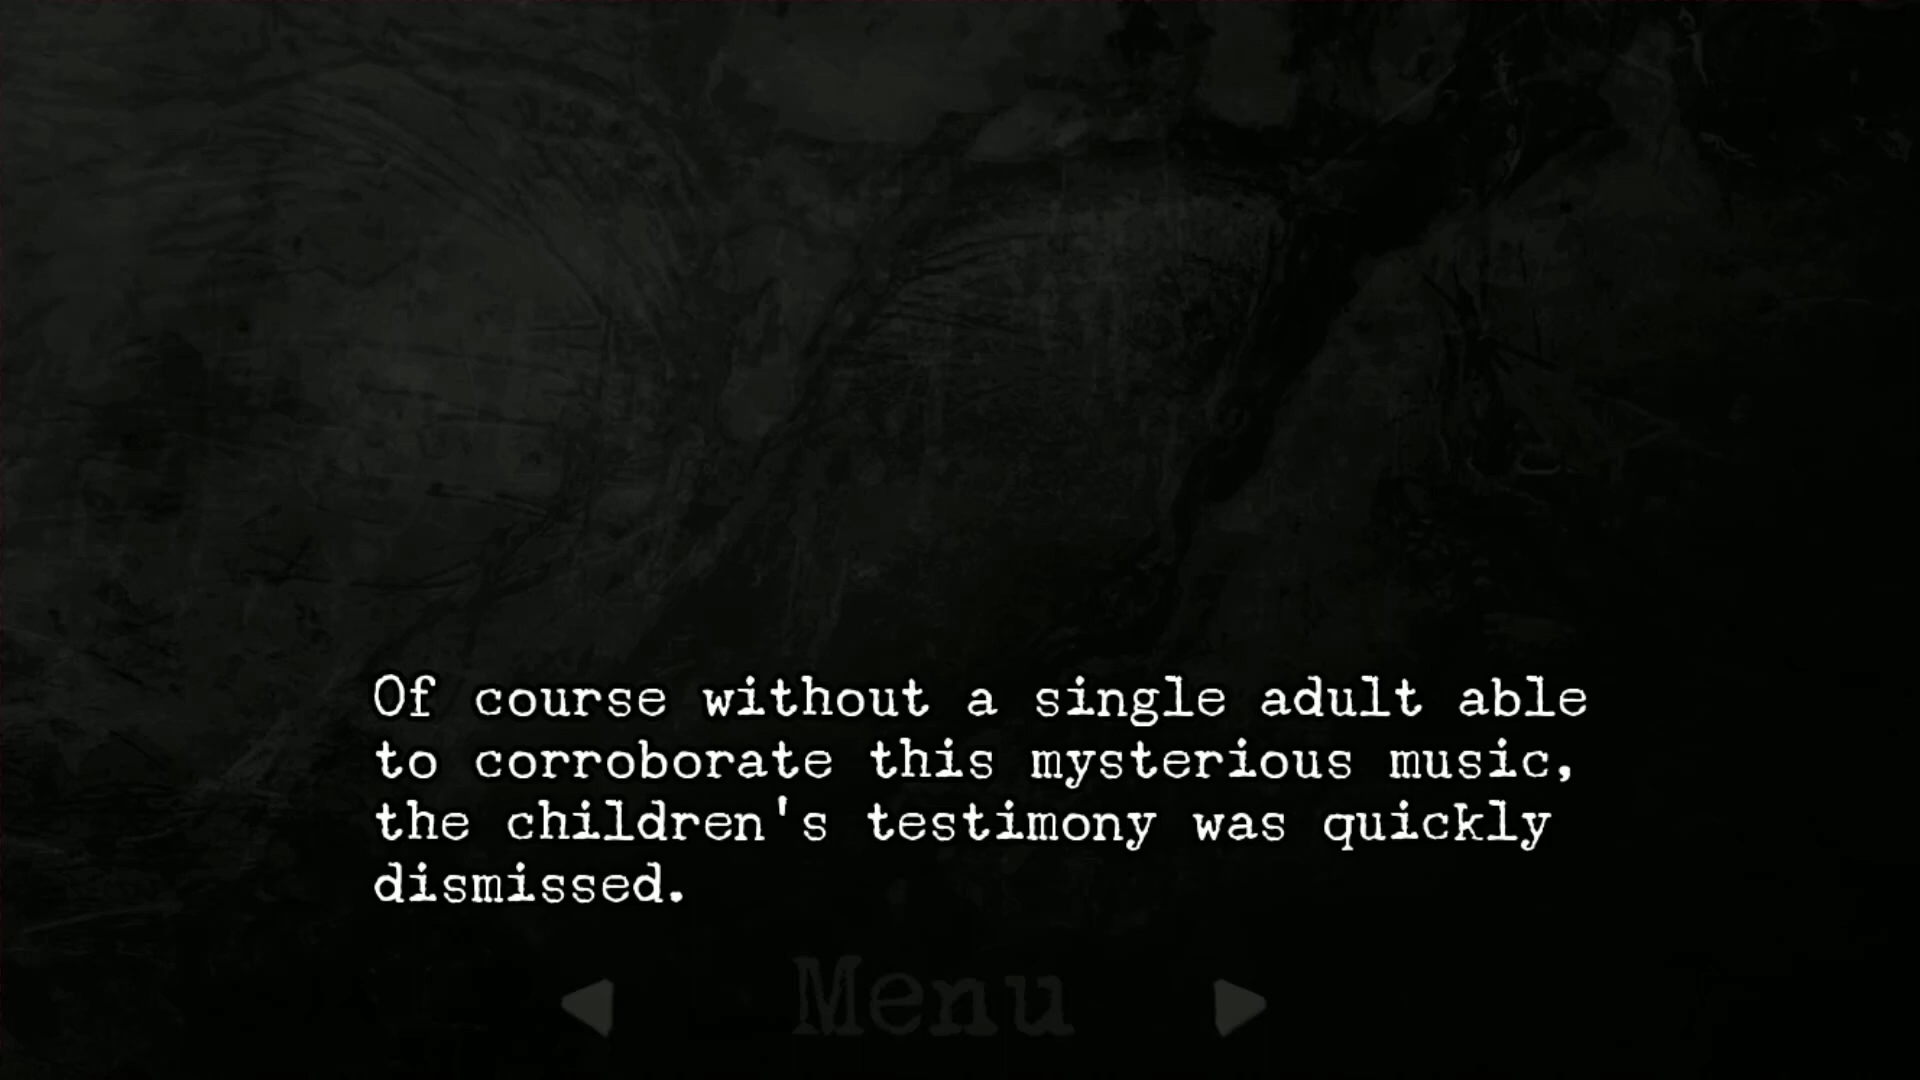 Of course without a single adult able
to corroborate this mysterious music,
the children's testimony was quickly
dismissed.
Menu